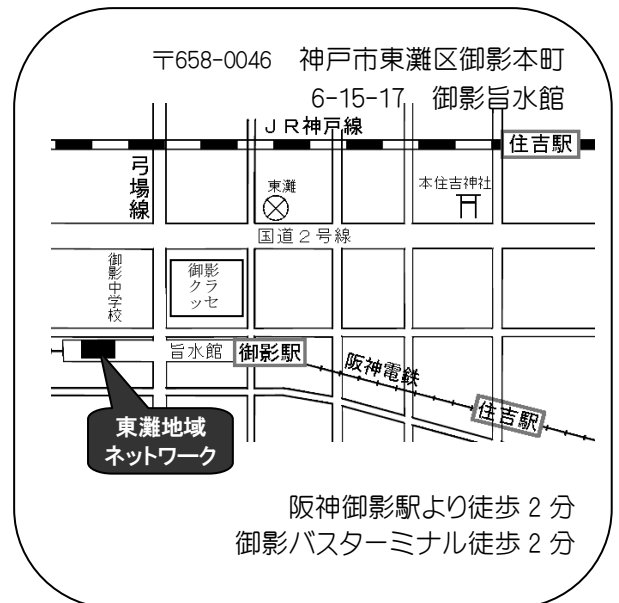 〒658-0046 神戸市東灘区御影本町
6-15-17 御影旨水館
JR神戸線
住吉駅
弓場線
東灘
本住吉神社
国道2号線
御影中学校
御影
クラ
ッセ
旨水館
御影駅
阪神電鉄
住吉駅
東灘地域
ネットワーク
阪神御影駅より徒歩2分
御影バスターミナル徒歩2分